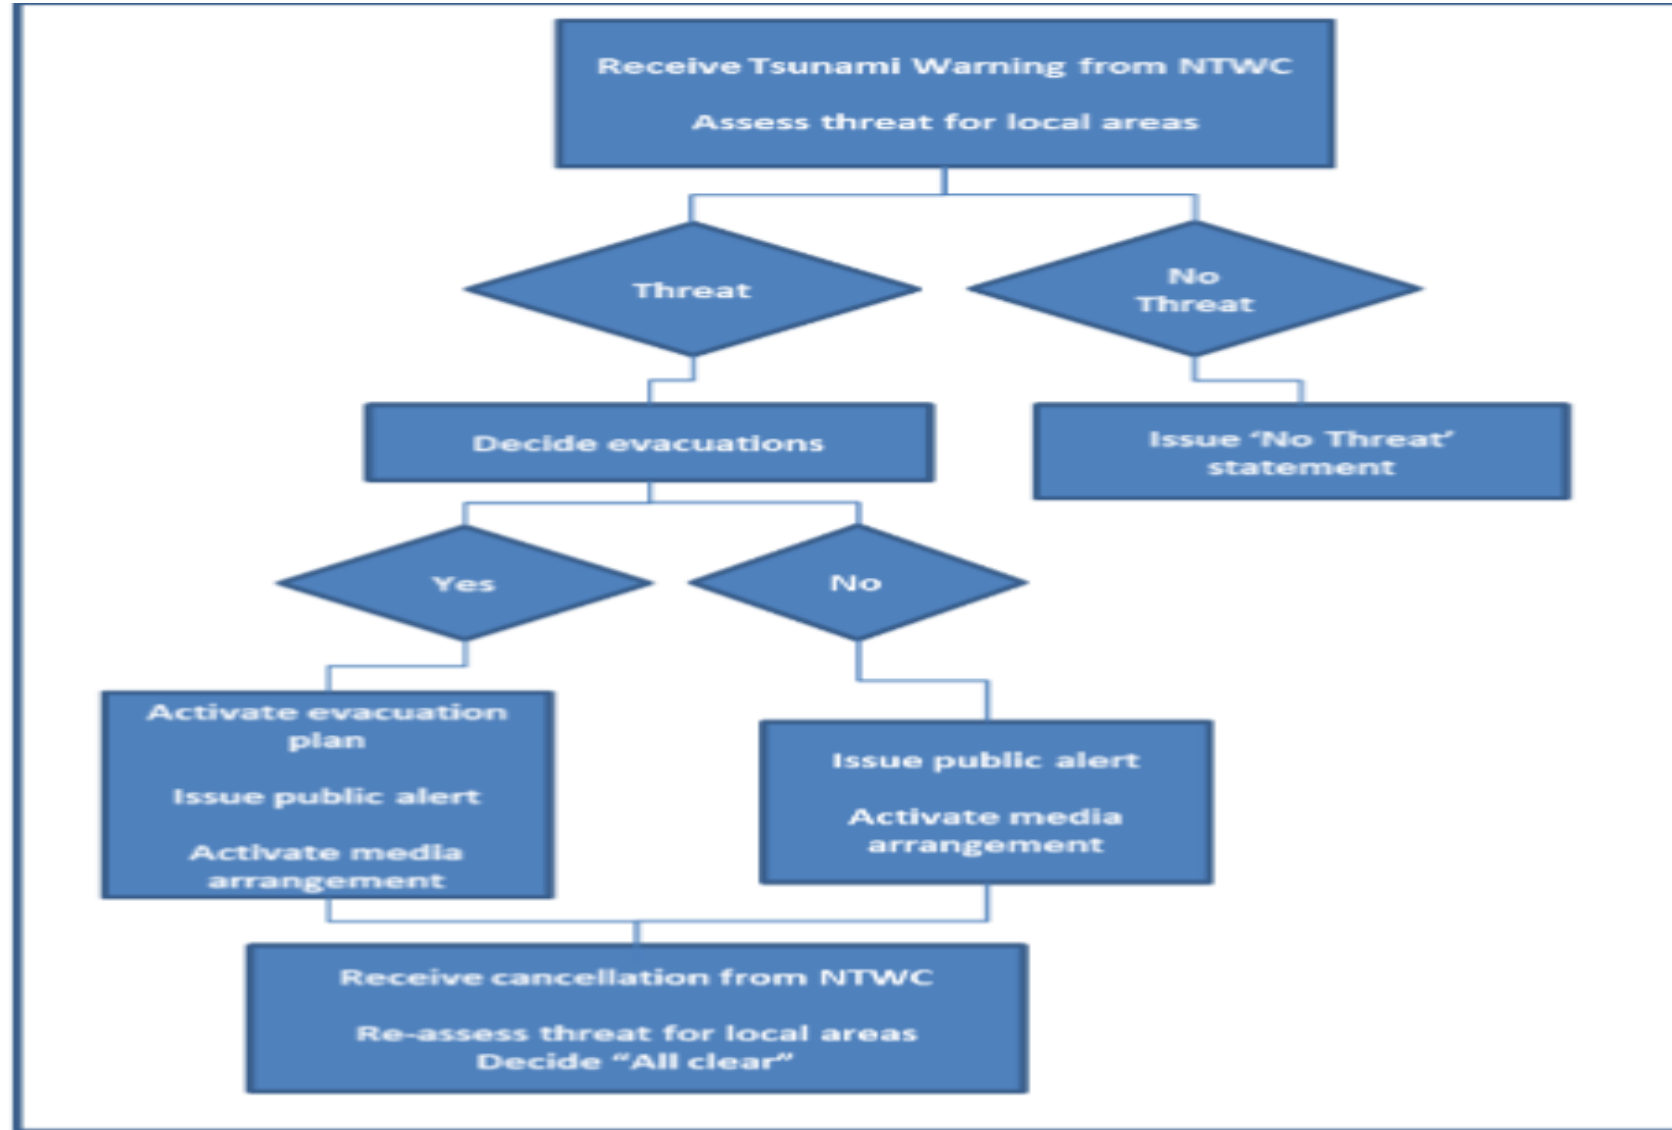 Receive Tsunami Warning from NTWC
Assess threat for local areas
Threat
No
Threat
Decide evacuations
Issue ‘No Threat’
statement
Yes
No
Activate evacuation
plan
Issue public alert
Activate media
arrangement
Issue public alert
Activate media
arrangement
Receive cancellation from NTWC
Re-assess threat for local areas
Decide “All clear”